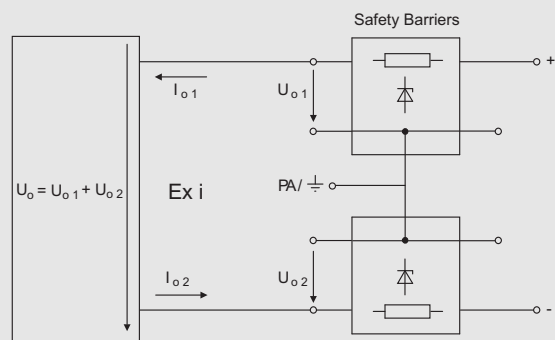 Safety Barriers
+
I o 1
U o 1
U o = U o 1 + U o 2
Ex i
PA/
I o 2
U o 2
-